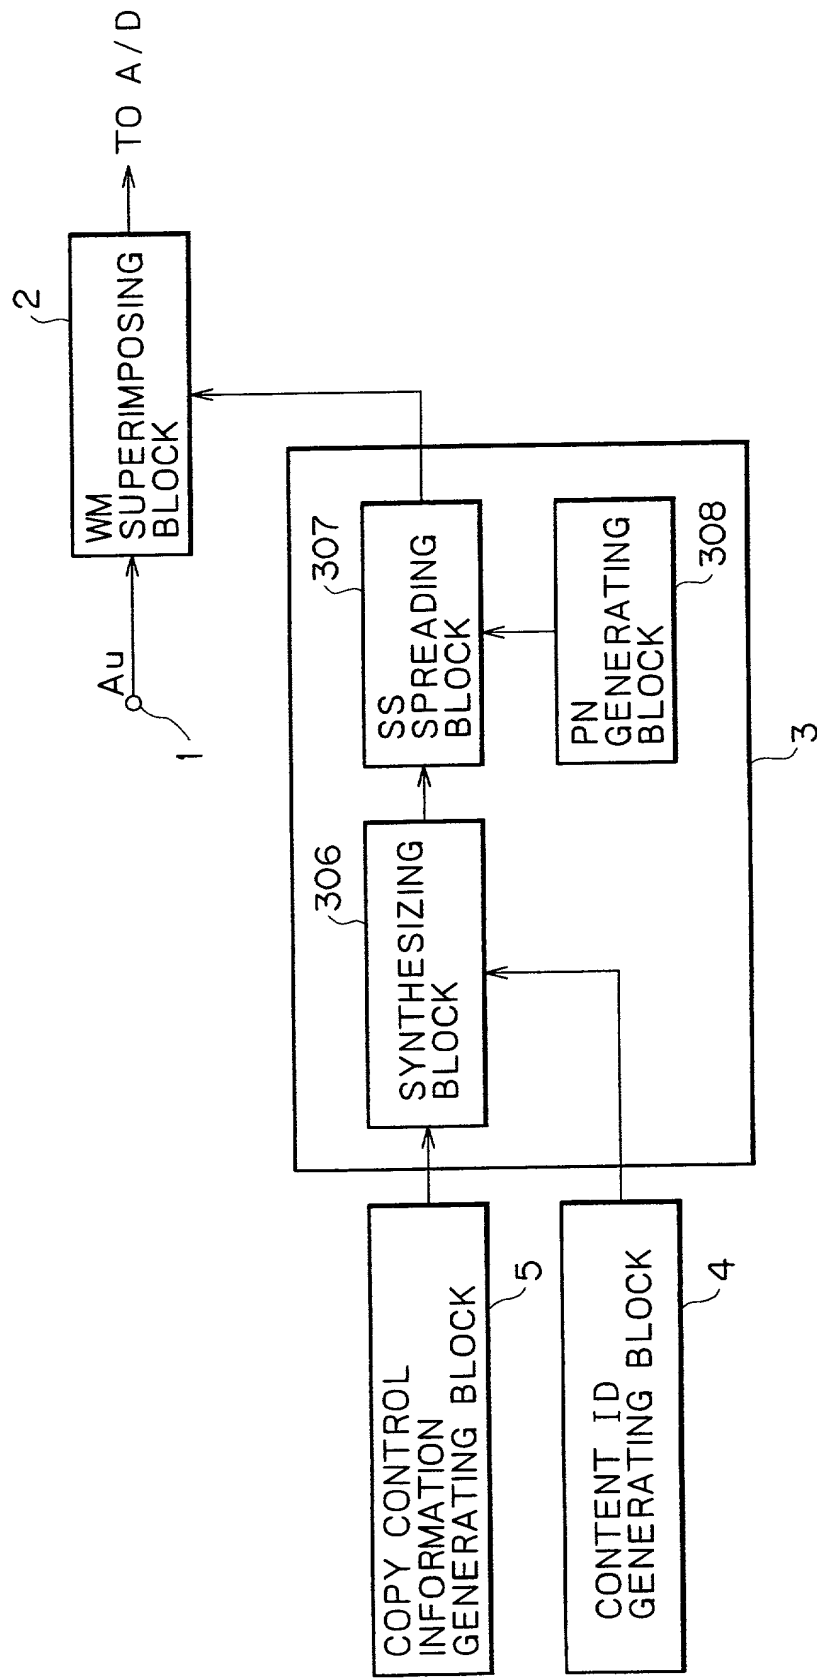 Au
1
WM
SUPERIMPOSING
BLOCK
2
TO A/D
COPY CONTROL
INFORMATION
GENERATING BLOCK
5
SYNTHESIZING
BLOCK
306
SS
SPREADING
BLOCK
307
PN
GENERATING
BLOCK
308
3
CONTENT ID
GENERATING BLOCK
4